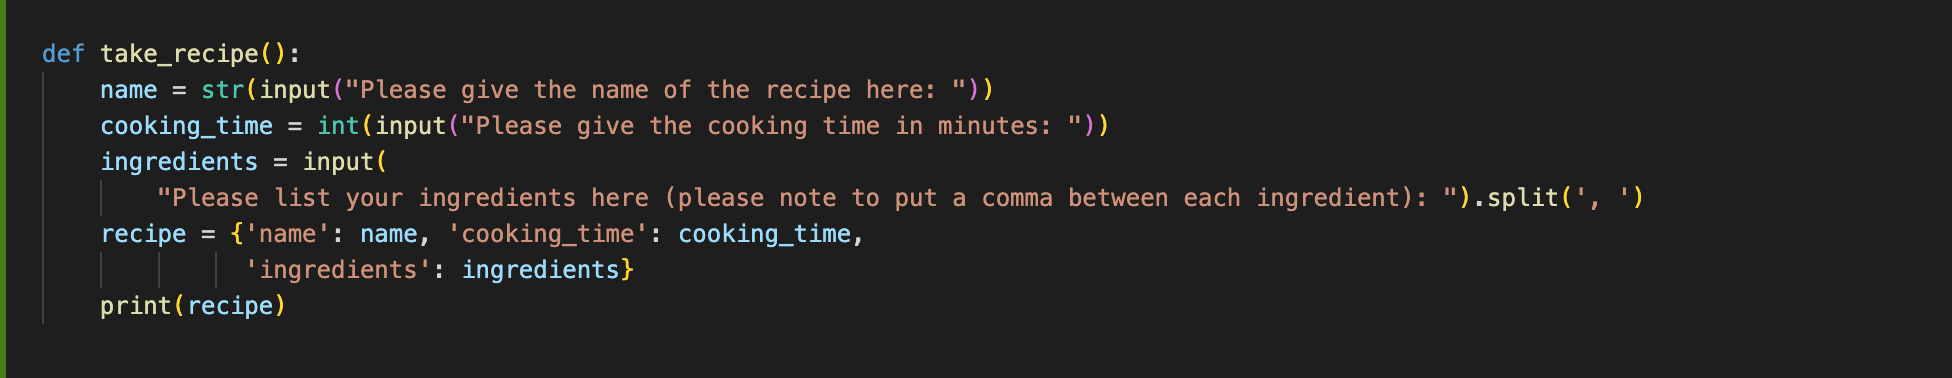 def take_recipe():
    name = str(input("Please give the name of the recipe here: "))
    cooking_time = int(input("Please give the cooking time in minutes: "))
    ingredients = input(
        "Please list your ingredients here (please note to put a comma between each ingredient): ").split(', ')
    recipe = {'name': name, 'cooking_time': cooking_time,
              'ingredients': ingredients}
    print(recipe)